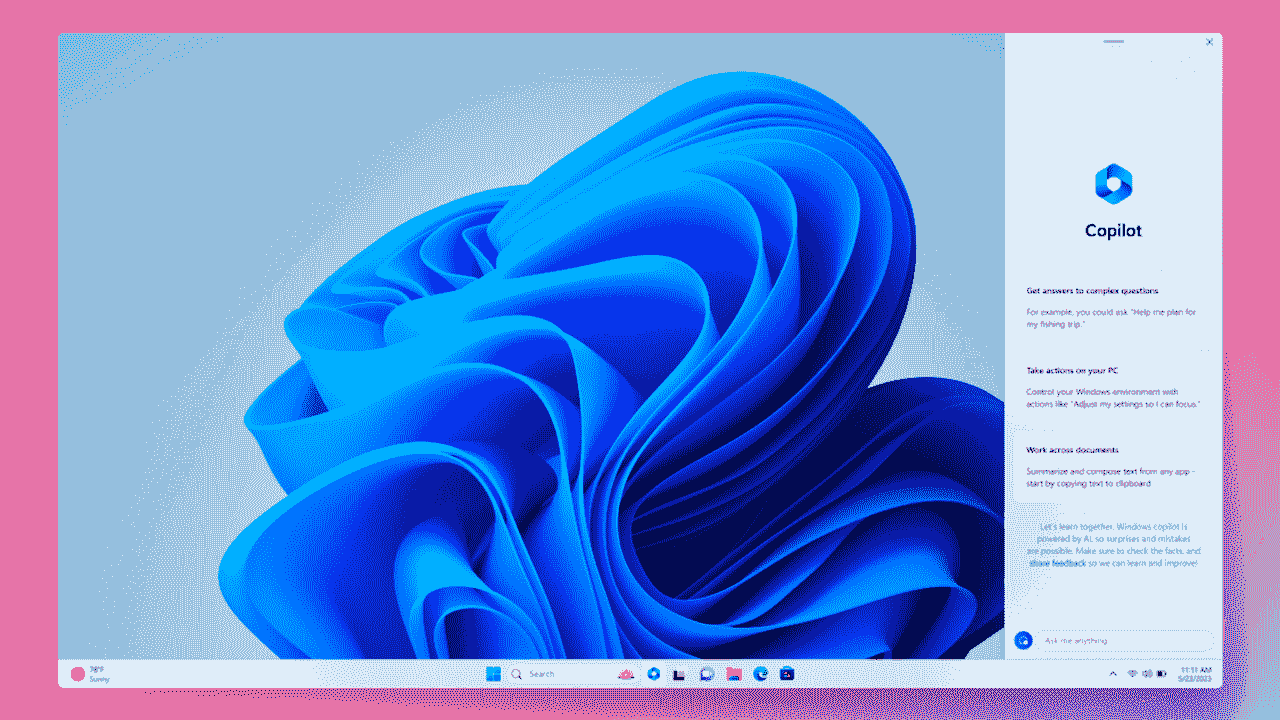 Copilot
Get answers to complex questions
For example, you could ask "Help me plan for
my fishing trip."
Take actions on your PC
Control your Windows environment with
actions like "Adjust my settings so I can focus."
Work across documents
Summarize and compose text from any app -
start by copying text to clipboard
Let's learn together. Windows copilot is
powered by AI, so surprises and mistakes
are possible. Make sure to check the facts, and
share feedback so we can learn and improve!
Ask me anything
Sunny
Search
11:11 AM
5/23/2023